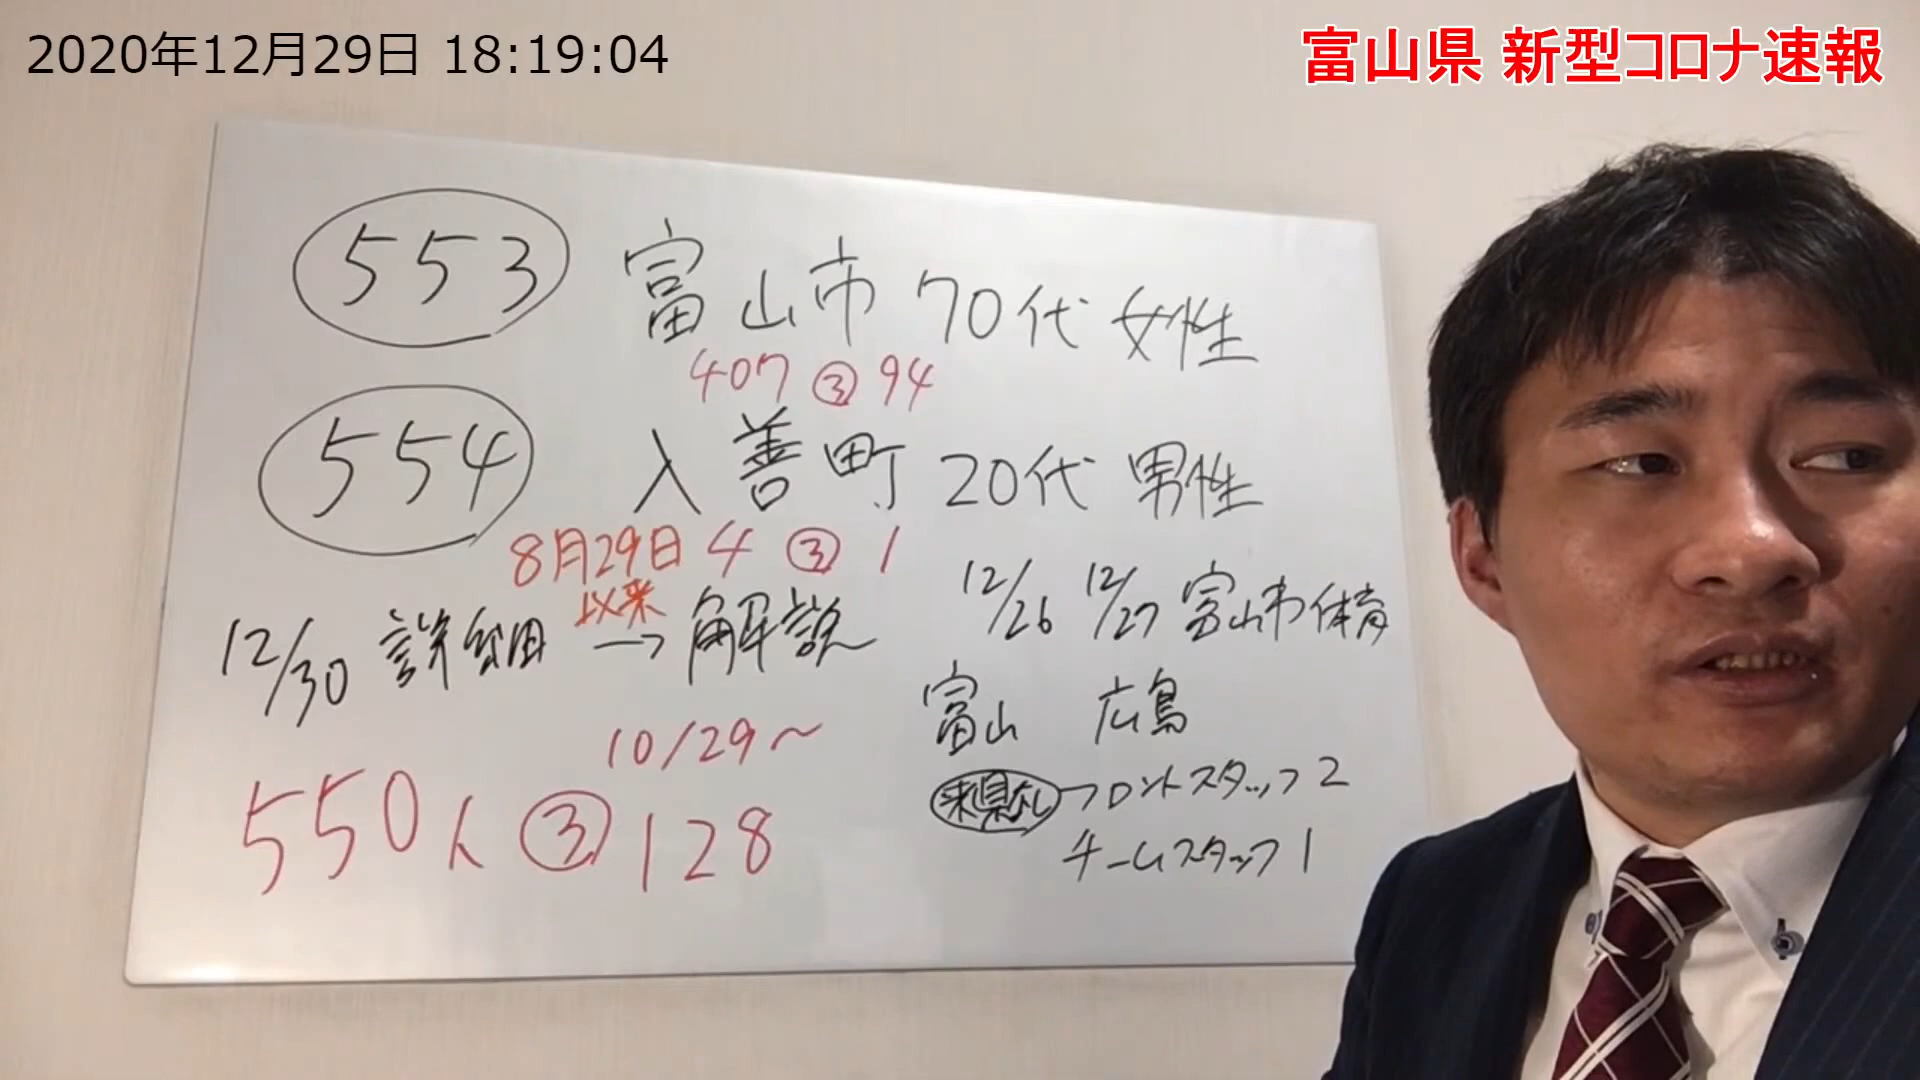 2020年12月29日 18:19:04
富山県 新型コロナ速報
553 富山市 70代 女性
407 ③ 94
554 入善町 20代 男性
8月29日以来 4 ③ 1
12/30 詳細 → 解説
10/29〜
550人 ③ 128
12/26 12/27 富山市体育
富山 広島
来県なし フロントスタッフ2
チームスタッフ1